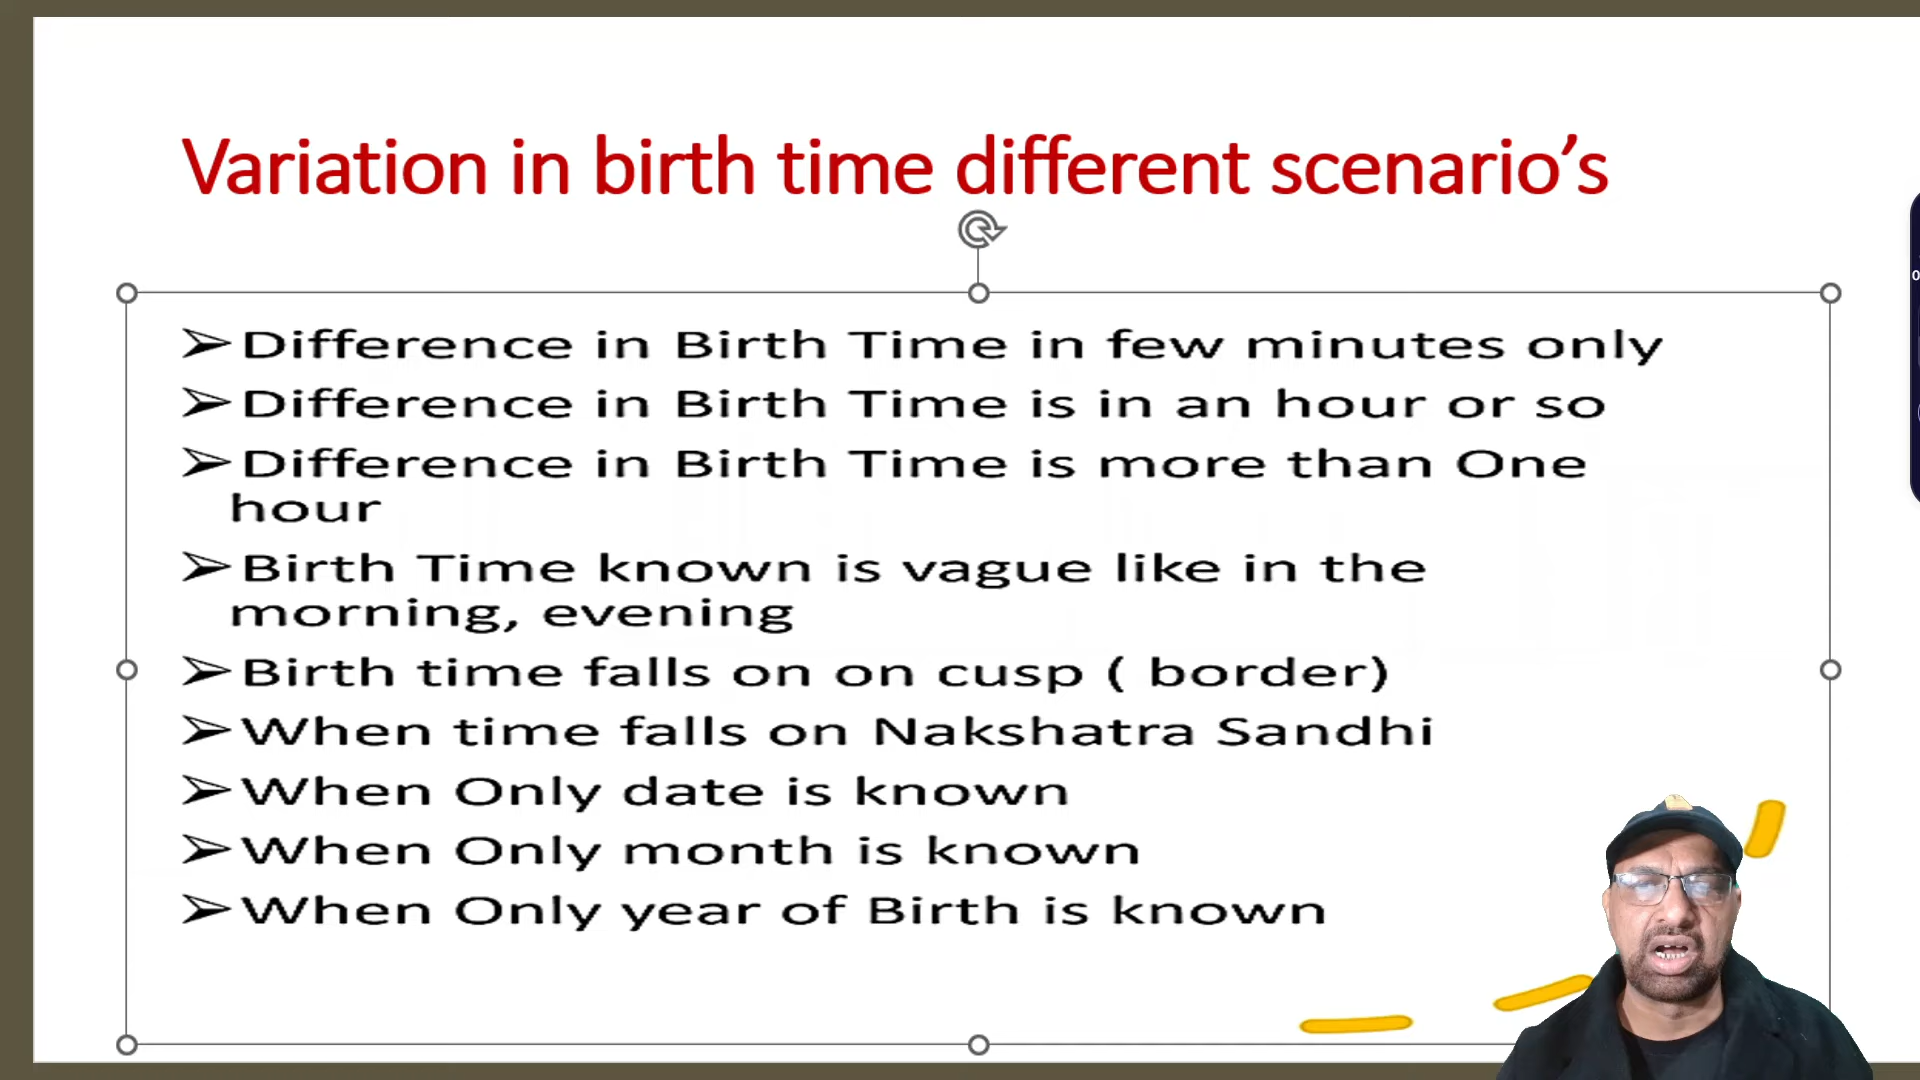 Variation in birth time different scenario’s
➢Difference in Birth Time in few minutes only
➢Difference in Birth Time is in an hour or so
➢Difference in Birth Time is more than One
hour
➢Birth Time known is vague like in the
morning, evening
➢Birth time falls on on cusp ( border)
➢When time falls on Nakshatra Sandhi
➢When Only date is known
➢When Only month is known
➢When Only year of Birth is known